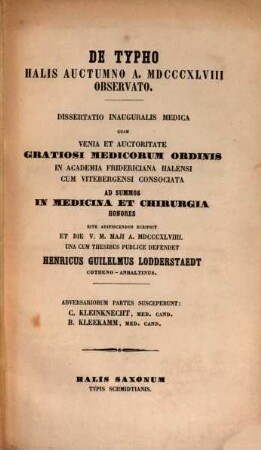 DE TYPHO
HALIS AUCTUMNO A. MDCCCXLVIII
OBSERVATO.
DISSERTATIO INAUGURALIS MEDICA
QUAM
VENIA ET AUCTORITATE
GRATIOSI MEDICORUM ORDINIS
IN ACADEMIA FRIDERICIANA HALENSI
CUM VITEBERGENSI CONSOCIATA
AD SUMMOS
IN MEDICINA ET CHIRURGIA
HONORES
RITE ADIPISCENDOS SCRIPSIT
ET DIE V. M. MAJI A. MDCCCXLVIIII.
UNA CUM THESIBUS PUBLICE DEFENDET
HENRICUS GUILELMUS LODDERSTAEDT
COTHENO-ANHALTINUS.
ADVERSARIORUM PARTES SUSCEPERUNT:
C. KLEINKNECHT, MED. CAND.
B. KLEEKAMM, MED. CAND.
HALIS SAXONUM
TYPIS SCHMIDTIANIS.